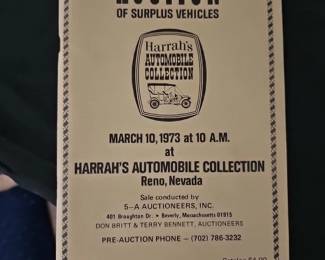 AUCTION
OF SURPLUS VEHICLES
Harrah's
AUTOMOBILE
COLLECTION
MARCH 10, 1973 at 10 A.M.
at
HARRAH'S AUTOMOBILE COLLECTION
Reno, Nevada
Sale conducted by
S-A AUCTIONEERS, INC.
401 Broughton Dr. • Beverly, Massachusetts 01915
DON BRITT & TERRY BENNETT, AUCTIONEERS
PRE-AUCTION PHONE - (702) 786-3232